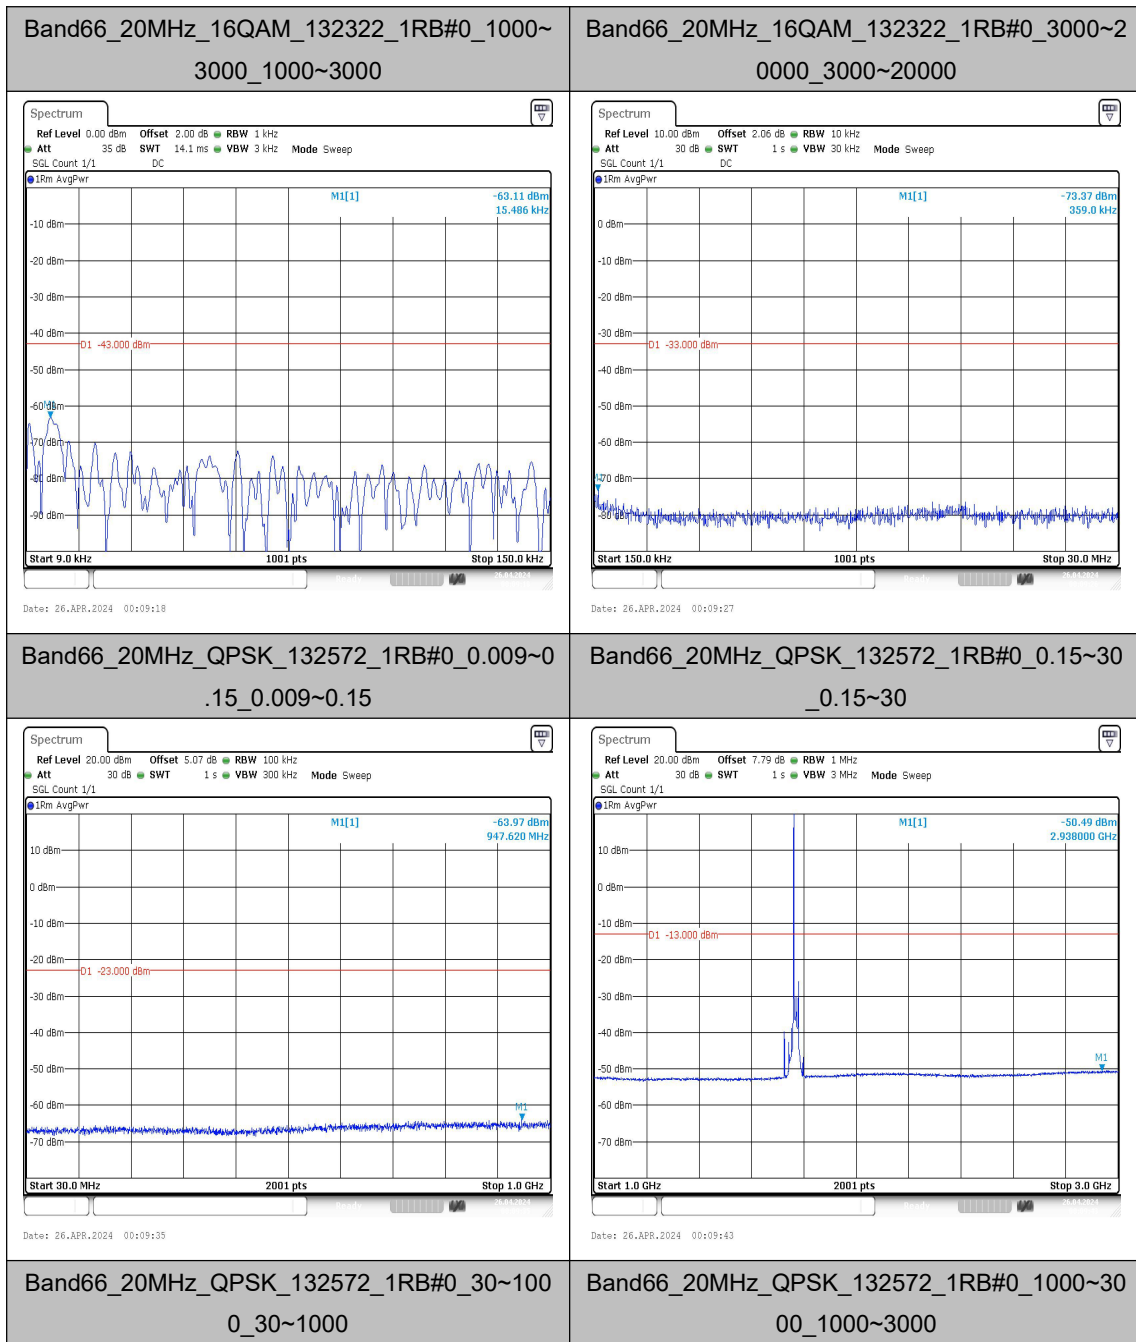 Band66_20MHz_16QAM_132322_1RB#0_1000~
3000_1000~3000
Band66_20MHz_16QAM_132322_1RB#0_3000~2
0000_3000~20000
Spectrum
Ref Level 0.00 dBm Offset 2.00 dB RBW 1 kHz
Att 35 dB SWT 14.1 ms VBW 3 kHz Mode Sweep
SGL Count 1/1 DC
1Rm AvgPwr
M1[1] -63.11 dBm
15.486 kHz
-10 dBm
-20 dBm
-30 dBm
-40 dBm
D1 -43.000 dBm
-50 dBm
-60 dBm
M1
-70 dBm
-80 dBm
-90 dBm
Start 9.0 kHz 1001 pts Stop 150.0 kHz
Ready 26.04.2024
Date: 26.APR.2024 00:09:18
Spectrum
Ref Level 10.00 dBm Offset 2.06 dB RBW 10 kHz
Att 30 dB SWT 1 s VBW 30 kHz Mode Sweep
SGL Count 1/1 DC
1Rm AvgPwr
M1[1] -73.37 dBm
359.0 kHz
0 dBm
-10 dBm
-20 dBm
-30 dBm
D1 -33.000 dBm
-40 dBm
-50 dBm
-60 dBm
-70 dBm
-80 dBm
Start 150.0 kHz 1001 pts Stop 30.0 MHz
Ready 26.04.2024
Date: 26.APR.2024 00:09:27
Band66_20MHz_QPSK_132572_1RB#0_0.009~0
.15_0.009~0.15
Band66_20MHz_QPSK_132572_1RB#0_0.15~30
_0.15~30
Spectrum
Ref Level 20.00 dBm Offset 5.07 dB RBW 100 kHz
Att 30 dB SWT 1 s VBW 300 kHz Mode Sweep
SGL Count 1/1
1Rm AvgPwr
M1[1] -63.97 dBm
947.620 MHz
10 dBm
0 dBm
-10 dBm
-20 dBm
D1 -23.000 dBm
-30 dBm
-40 dBm
-50 dBm
-60 dBm
M1
-70 dBm
Start 30.0 MHz 2001 pts Stop 1.0 GHz
Ready 26.04.2024
Date: 26.APR.2024 00:09:35
Spectrum
Ref Level 20.00 dBm Offset 7.79 dB RBW 1 MHz
Att 30 dB SWT 1 s VBW 3 MHz Mode Sweep
SGL Count 1/1
1Rm AvgPwr
M1[1] -50.49 dBm
2.938000 GHz
10 dBm
0 dBm
-10 dBm
D1 -13.000 dBm
-20 dBm
-30 dBm
-40 dBm
M1
-50 dBm
-60 dBm
-70 dBm
Start 1.0 GHz 2001 pts Stop 3.0 GHz
Ready 26.04.2024
Date: 26.APR.2024 00:09:43
Band66_20MHz_QPSK_132572_1RB#0_30~100
0_30~1000
Band66_20MHz_QPSK_132572_1RB#0_1000~30
00_1000~3000